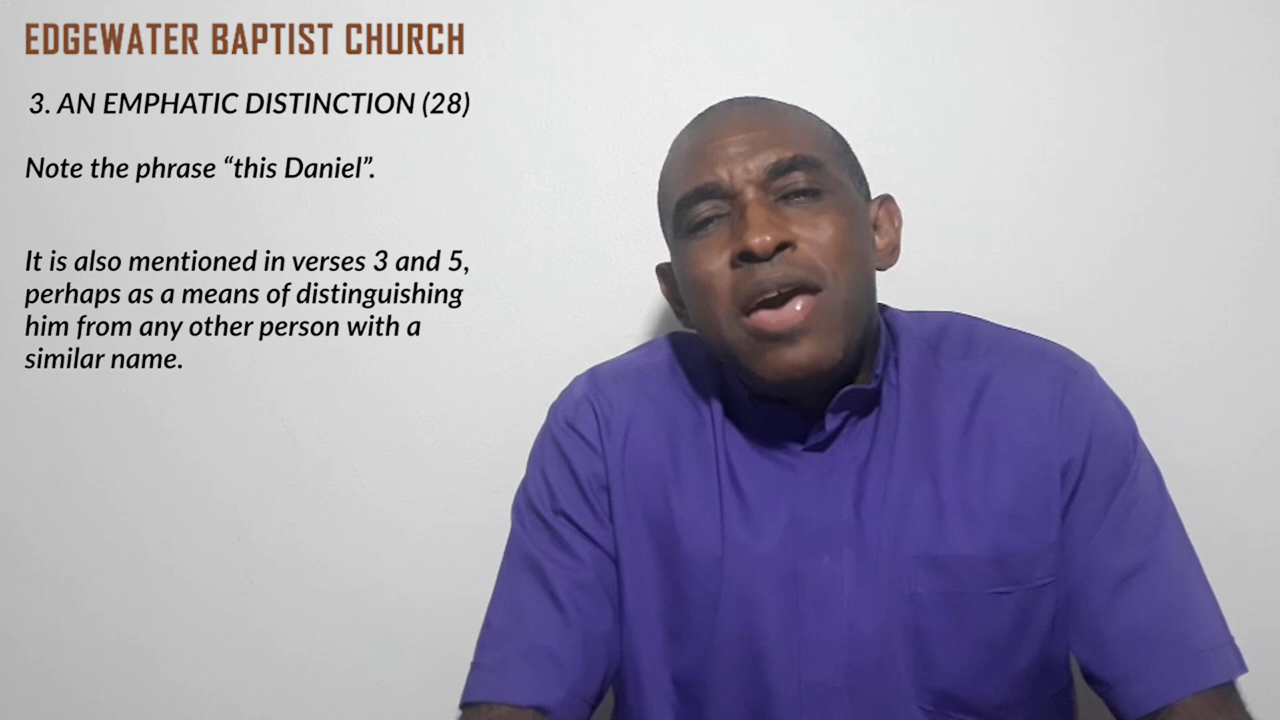 EDGEWATER BAPTIST CHURCH
3. AN EMPHATIC DISTINCTION (28)
Note the phrase “this Daniel”.
It is also mentioned in verses 3 and 5,
perhaps as a means of distinguishing
him from any other person with a
similar name.